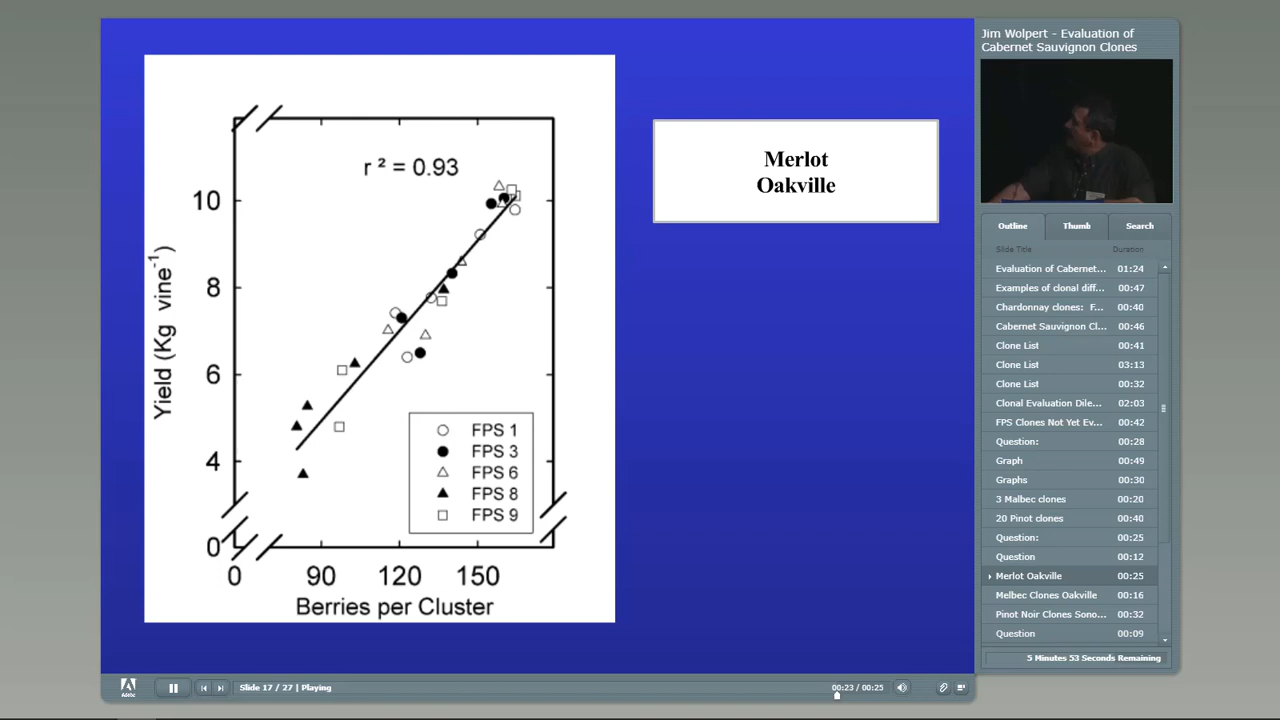 r ² = 0.93
10
8
6
4
0
Yield (Kg vine-1)
FPS 1
FPS 3
FPS 6
FPS 8
FPS 9
0 90 120 150
Berries per Cluster
Merlot
Oakville
Jim Wolpert - Evaluation of
Cabernet Sauvignon Clones
Outline Thumb Search
Slide Title Duration
Evaluation of Cabernet... 01:24
Examples of clonal diff... 00:47
Chardonnay clones: F... 00:40
Cabernet Sauvignon Cl... 00:46
Clone List 00:41
Clone List 03:13
Clone List 00:32
Clonal Evaluation Dile... 02:03
FPS Clones Not Yet Ev... 00:42
Question: 00:28
Graph 00:49
Graphs 00:30
3 Malbec clones 00:20
20 Pinot clones 00:40
Question: 00:25
Question 00:12
Merlot Oakville 00:25
Melbec Clones Oakville 00:16
Pinot Noir Clones Sono... 00:32
Question 00:09
5 Minutes 53 Seconds Remaining
Adobe
Slide 17 / 27 | Playing
00:23 / 00:25